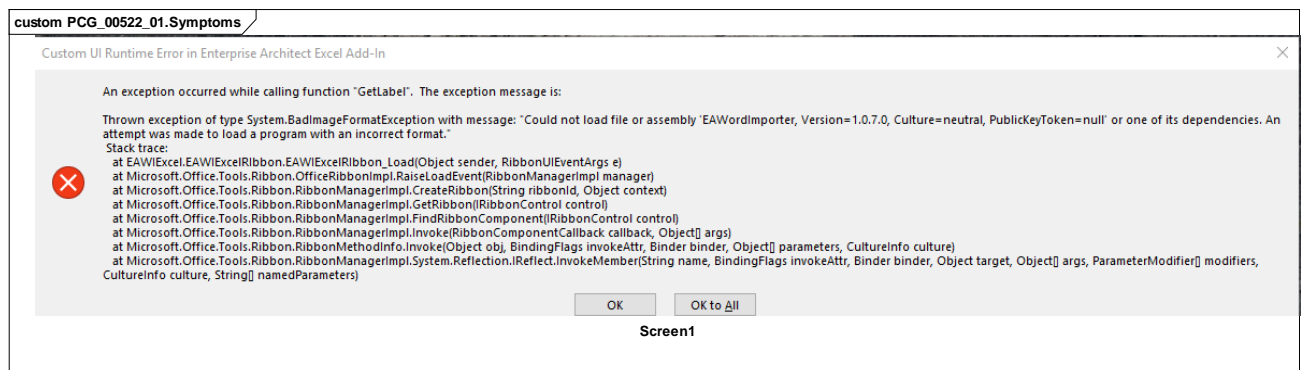 custom PCG_00522_01.Symptoms
Custom UI Runtime Error in Enterprise Architect Excel Add-In
An exception occurred while calling function "GetLabel". The exception message is:
Thrown exception of type System.BadImageFormatException with message: "Could not load file or assembly 'EAWordImporter, Version=1.0.7.0, Culture=neutral, PublicKeyToken=null' or one of its dependencies. An
attempt was made to load a program with an incorrect format."
Stack trace:
at EAWIExcel.EAWIExcelRIbbon.EAWIExcelRIbbon_Load(Object sender, RibbonUIEventArgs e)
at Microsoft.Office.Tools.Ribbon.OfficeRibbonImpl.RaiseLoadEvent(RibbonManagerImpl manager)
at Microsoft.Office.Tools.Ribbon.RibbonManagerImpl.CreateRibbon(String ribbonId, Object context)
at Microsoft.Office.Tools.Ribbon.RibbonManagerImpl.GetRibbon(IRibbonControl control)
at Microsoft.Office.Tools.Ribbon.RibbonManagerImpl.FindRibbonComponent(IRibbonControl control)
at Microsoft.Office.Tools.Ribbon.RibbonManagerImpl.Invoke(RibbonComponentCallback callback, Object[] args)
at Microsoft.Office.Tools.Ribbon.RibbonMethodInfo.Invoke(Object obj, BindingFlags invokeAttr, Binder binder, Object[] parameters, CultureInfo culture)
at Microsoft.Office.Tools.Ribbon.RibbonManagerImpl.System.Reflection.IReflect.InvokeMember(String name, BindingFlags invokeAttr, Binder binder, Object target, Object[] args, ParameterModifier[] modifiers,
CultureInfo culture, String[] namedParameters)
OK OK to All
Screen1